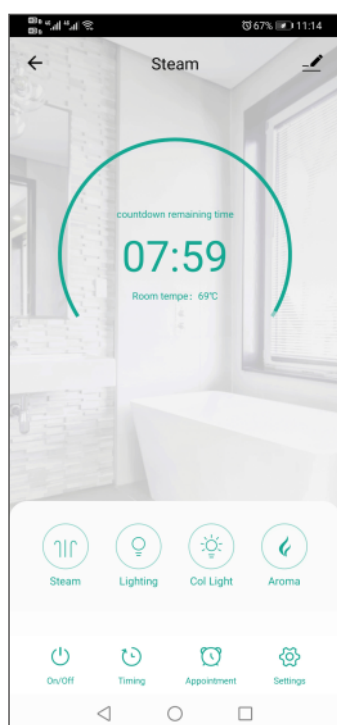 67% 11:14
Steam
countdown remaining time
07:59
Room tempe: 69℃
Steam Lighting Col Light Aroma
On/Off Timing Appointment Settings